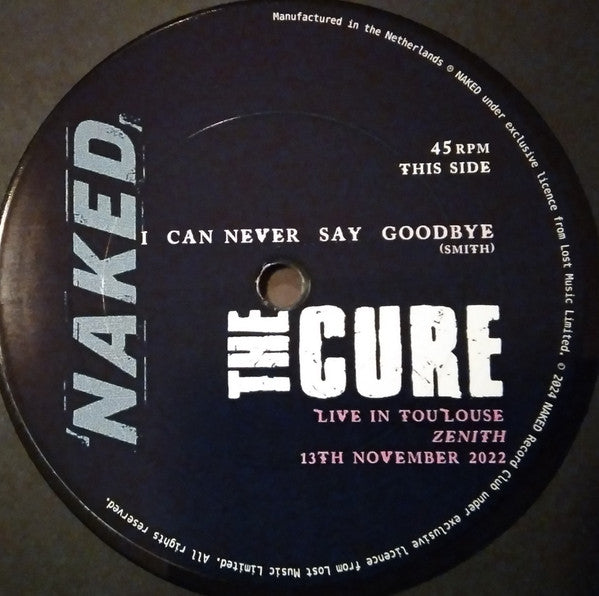 Manufactured in the Netherlands ℗ NAKED under exclusive licence from Lost Music Limited. © 2024 NAKED Record Club under exclusive licence from Lost Music Limited. All rights reserved.
NAKED
45 RPM
THIS SIDE
I CAN NEVER SAY GOODBYE
(SMITH)
THE CURE
LIVE IN TOULOUSE
ZENITH
13TH NOVEMBER 2022